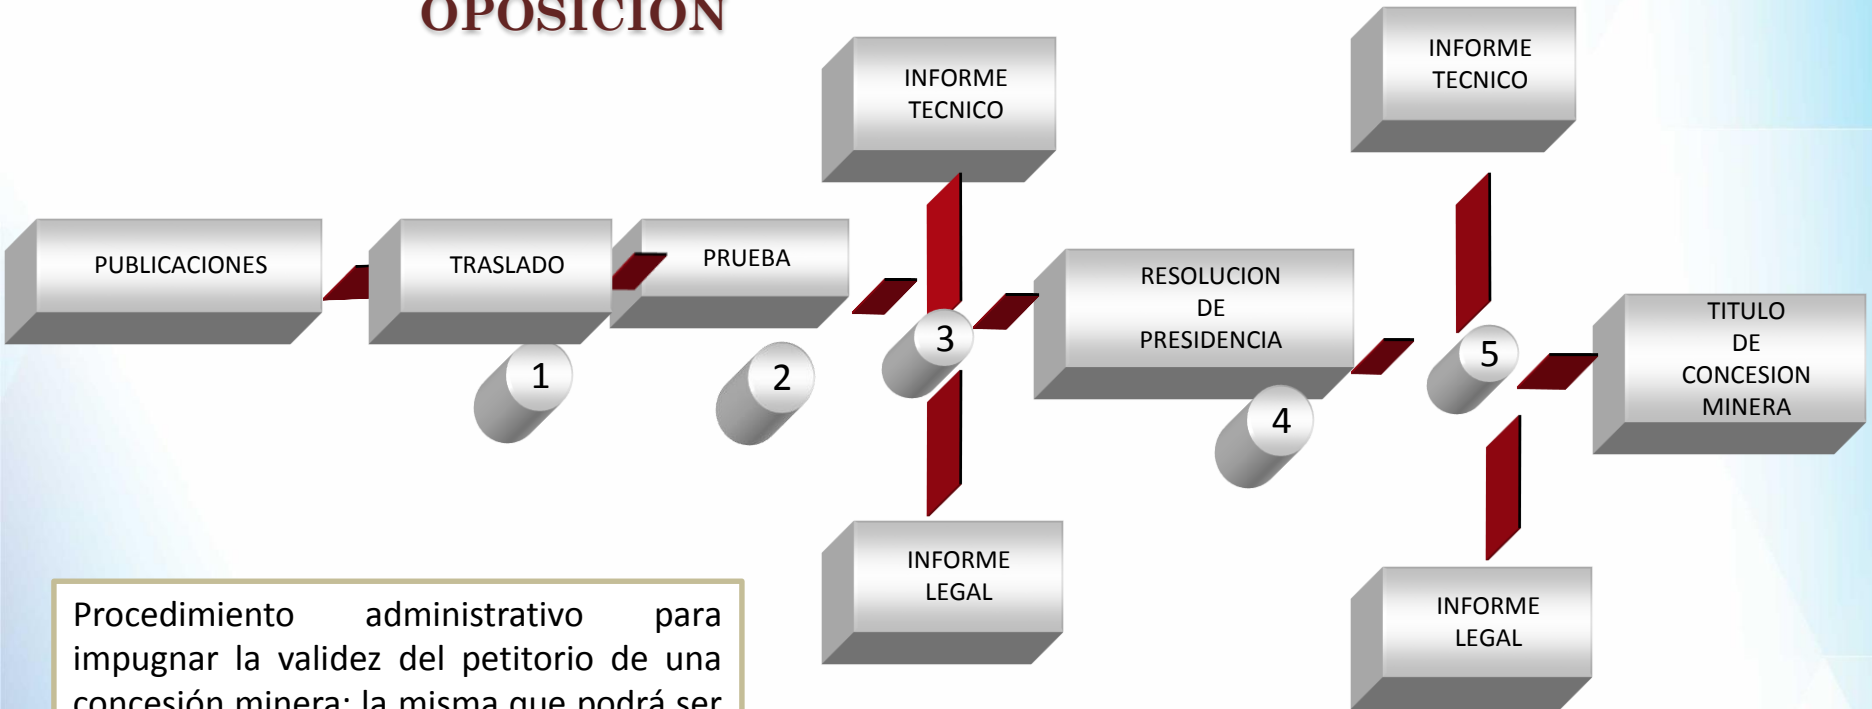 OPOSICION
INFORME
TECNICO
INFORME
TECNICO
PUBLICACIONES
TRASLADO
PRUEBA
RESOLUCION
DE
PRESIDENCIA
TITULO
DE
CONCESION
MINERA
1
2
3
4
5
INFORME
LEGAL
INFORME
LEGAL
Procedimiento administrativo para
impugnar la validez del petitorio de una
concesión minera; la misma que podrá ser